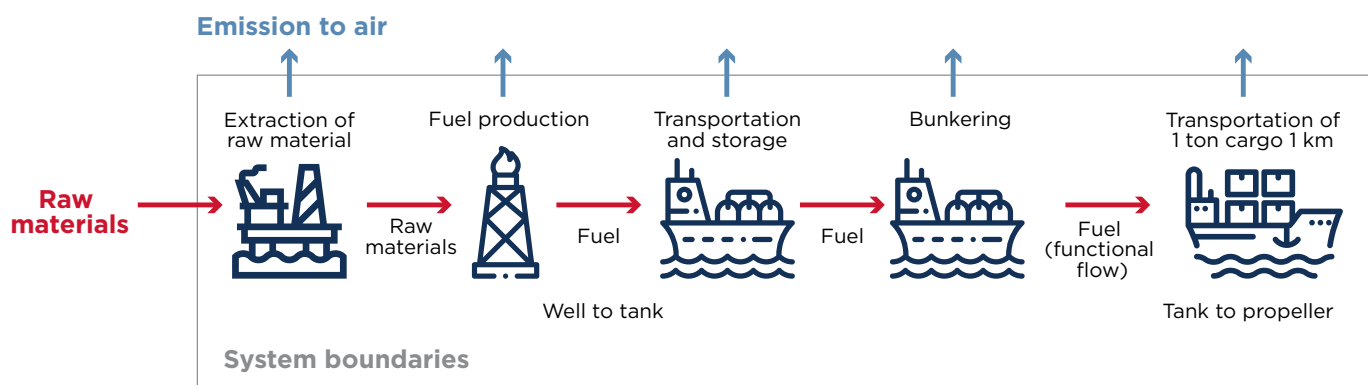 Emission to air
Extraction of
raw material
Fuel production
Transportation
and storage
Bunkering
Transportation of
1 ton cargo 1 km
Raw
materials
Raw
materials
Fuel
Fuel
Fuel
(functional
flow)
Well to tank
Tank to propeller
System boundaries